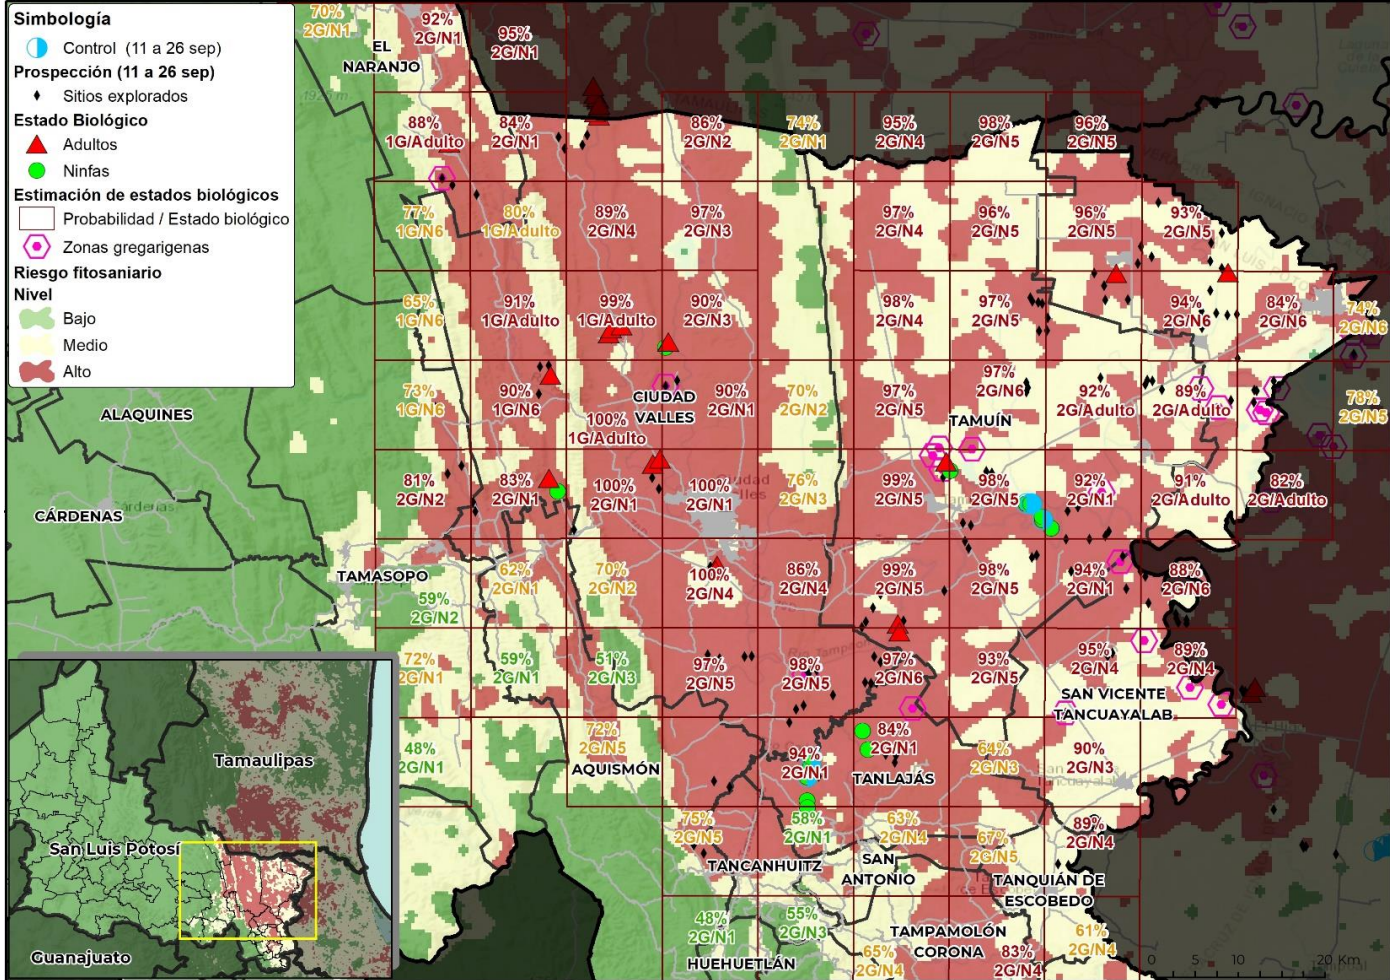 Simbología
Control (11 a 26 sep)
Prospección (11 a 26 sep)
Sitios explorados
Estado Biológico
Adultos
Ninfas
Estimación de estados biológicos
Probabilidad / Estado biológico
Zonas gregarigenas
Riesgo fitosaniario
Nivel
Bajo
Medio
Alto
70% 92% 95%
2G/N1 2G/N1 2G/N1
EL
NARANJO
88% 84% 86% 74% 95% 98% 96%
1G/Adulto 2G/N1 2G/N2 2G/N1 2G/N4 2G/N5 2G/N5
77% 80% 89% 97% 97% 96% 96% 93%
1G/N6 1G/Adulto 2G/N4 2G/N3 2G/N4 2G/N5 2G/N5 2G/N5
65% 91% 99% 90% 98% 97% 94% 84% 74%
1G/N6 1G/Adulto 1G/Adulto 2G/N3 2G/N4 2G/N5 2G/N6 2G/N6 2G/N6
73% 90% 90% 70% 97% 97% 92% 89% 78%
1G/N6 1G/N6 2G/N1 2G/N2 2G/N5 2G/N6 2G/Adulto 2G/Adulto 2G/N5
CIUDAD
VALLES
TAMUÍN
ALAQUINES
100%
1G/Adulto
81% 83% 100% 100% 76% 99% 98% 92% 91% 82%
2G/N2 2G/N1 2G/N1 2G/N1 2G/N3 2G/N5 2G/N5 2G/N1 2G/Adulto 2G/Adulto
CÁRDENAS
Cárdenas
TAMASOPO
62% 70% 100% 86% 99% 98% 94% 88%
2G/N1 2G/N2 2G/N4 2G/N4 2G/N5 2G/N5 2G/N1 2G/N6
59%
2G/N2
72% 59% 51% 97% 98% 97% 93% 95% 89%
2G/N1 2G/N1 2G/N3 2G/N5 2G/N5 2G/N6 2G/N5 2G/N4 2G/N4
SAN VICENTE
TANCUAYALAB
48% 72% 94% 84% 64% 90%
2G/N1 2G/N5 2G/N1 2G/N1 2G/N3 2G/N3
AQUISMÓN
TANLAJÁS
75% 58% 63% 67% 89%
2G/N5 2G/N1 2G/N4 2G/N5 2G/N4
TANCANHUITZ
SAN
ANTONIO
TANQUIÁN DE
ESCOBEDO
48% 55% 65% 83% 61%
2G/N1 2G/N3 2G/N4 2G/N4 2G/N4
TAMPAMOLÓN
CORONA
HUEHUETLÁN
Tamaulipas
San Luis Potosí
Guanajuato
0 5 10 20 Km